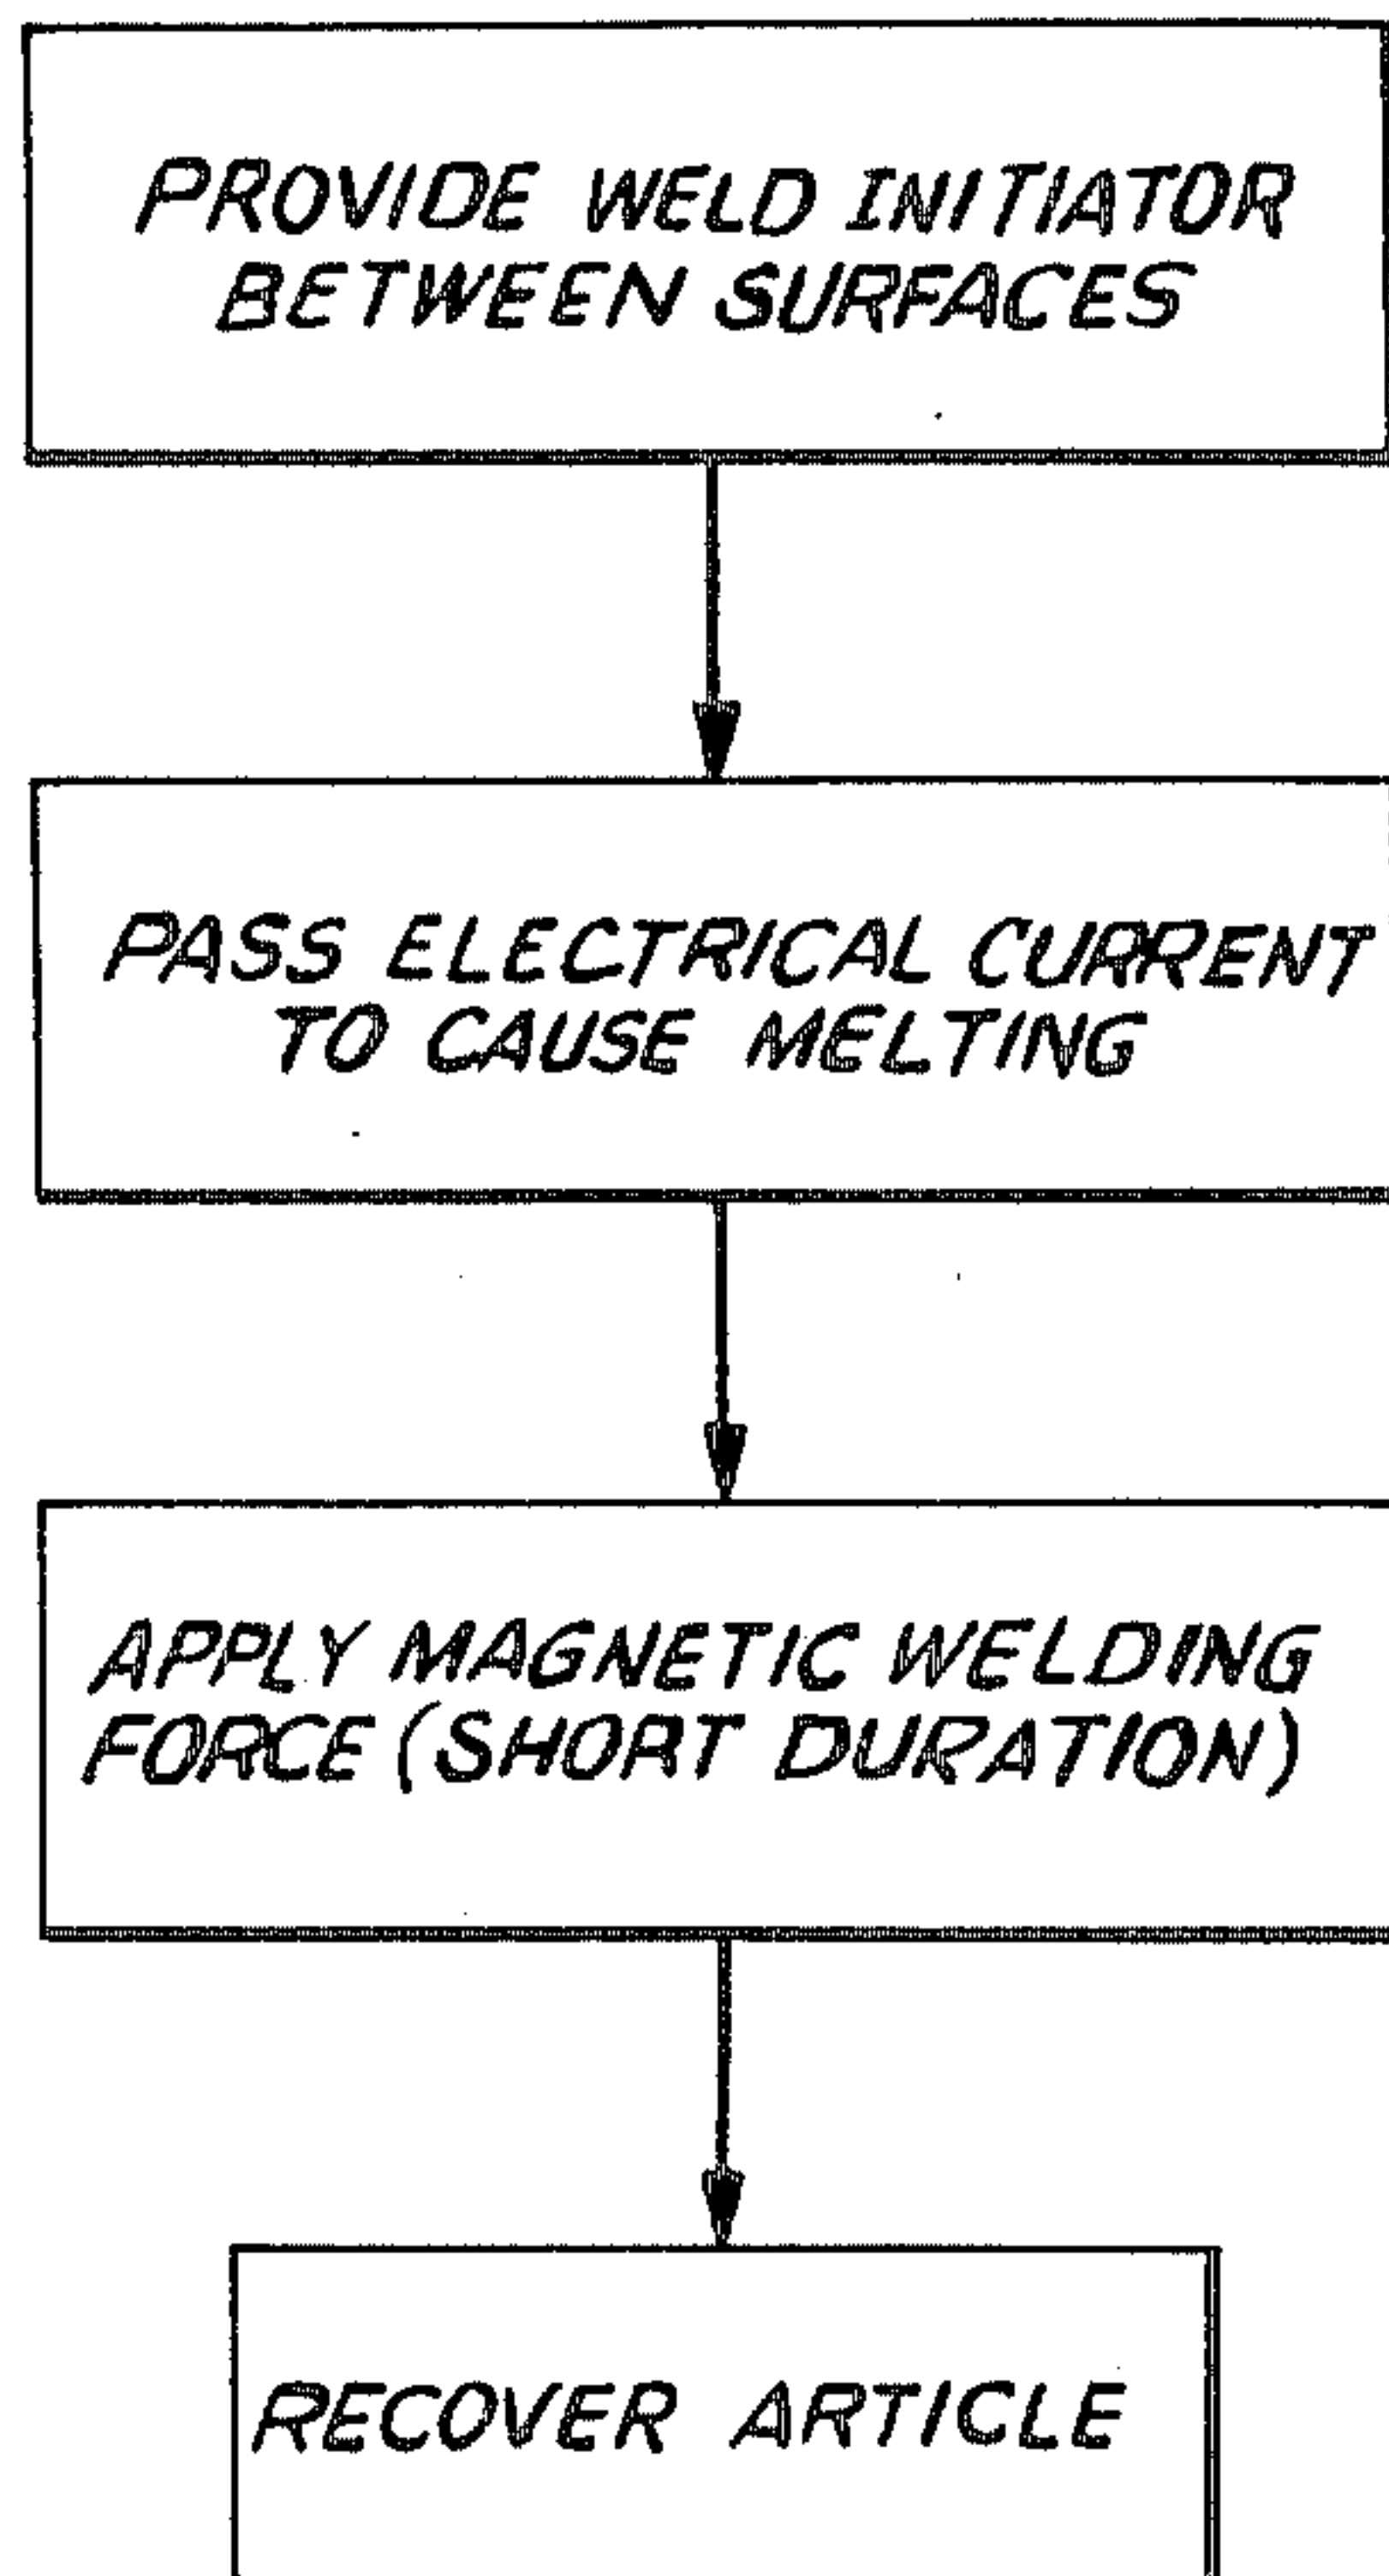 PROVIDE WELD INITIATOR
BETWEEN SURFACES
PASS ELECTRICAL CURRENT
TO CAUSE MELTING
APPLY MAGNETIC WELDING
FORCE (SHORT DURATION)
RECOVER ARTICLE